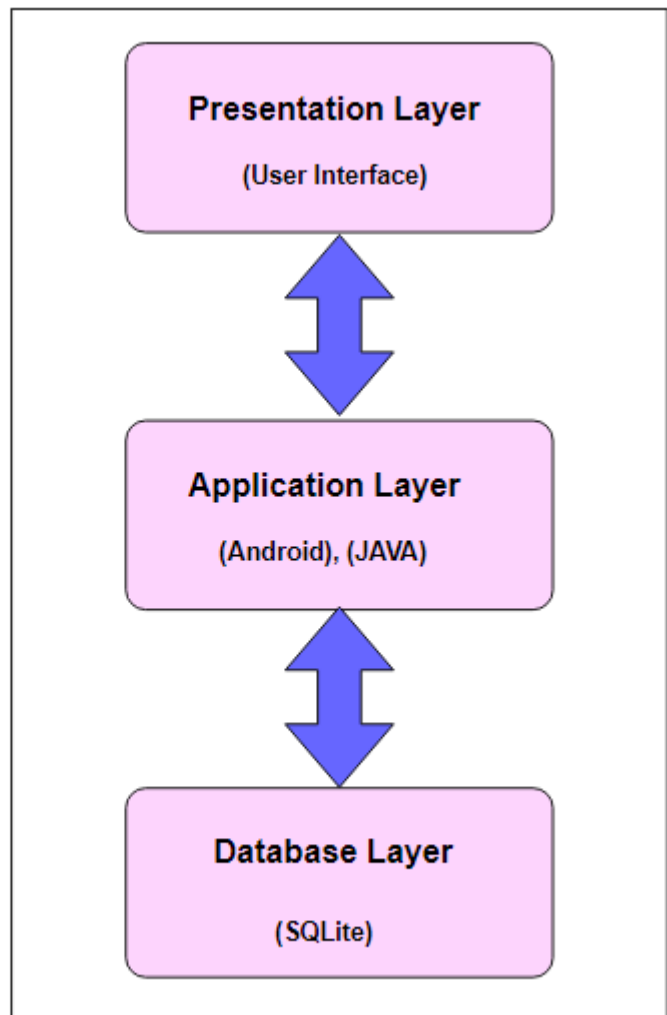 Presentation Layer
(User Interface)
Application Layer
(Android), (JAVA)
Database Layer
(SQLite)